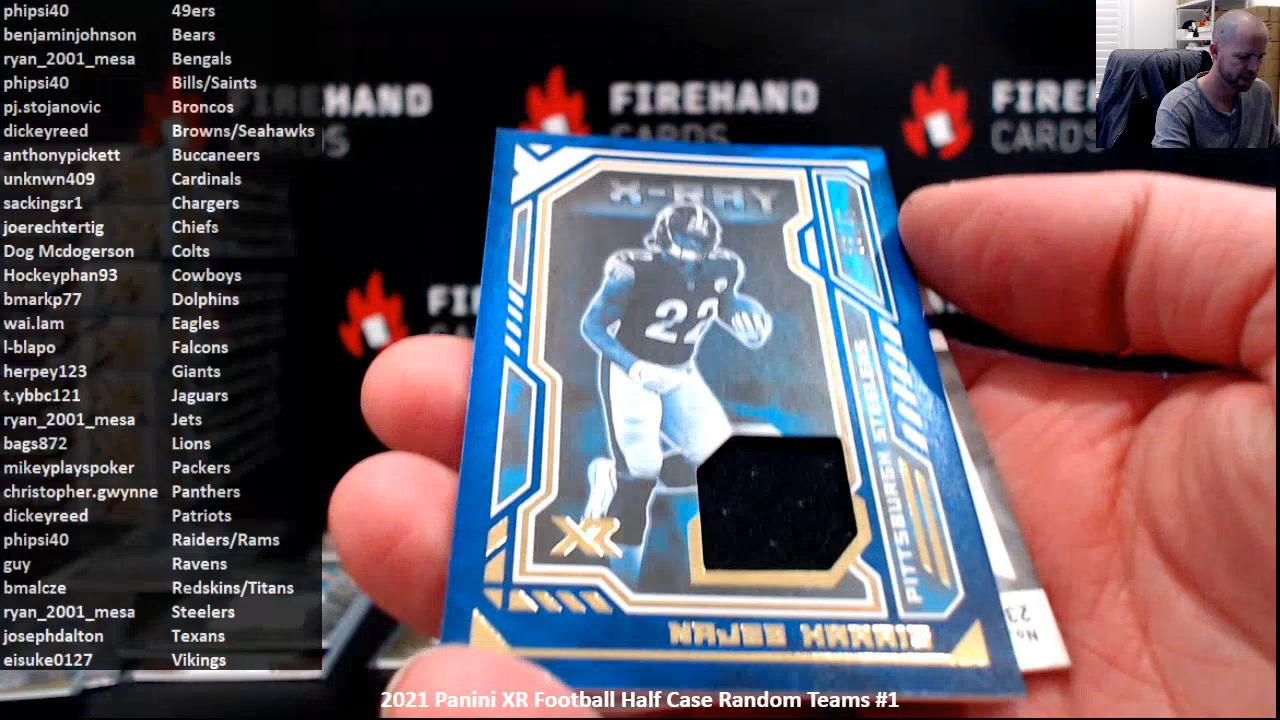 phipsi40 49ers
benjaminjohnson Bears
ryan_2001_mesa Bengals
phipsi40 Bills/Saints
pj.stojanovic Broncos
dickeyreed Browns/Seahawks
anthonypickett Buccaneers
unknwn409 Cardinals
sackingsr1 Chargers
joerechtertig Chiefs
Dog Mcdogerson Colts
Hockeyphan93 Cowboys
bmarkp77 Dolphins
wai.lam Eagles
l-blapo Falcons
herpey123 Giants
t.ybbc121 Jaguars
ryan_2001_mesa Jets
bags872 Lions
mikeyplayspoker Packers
christopher.gwynne Panthers
dickeyreed Patriots
phipsi40 Raiders/Rams
guy Ravens
bmalcze Redskins/Titans
ryan_2001_mesa Steelers
josephdalton Texans
eisuke0127 Vikings
FIREHAND
CARDS
FIREHAND
CARDS
FIRE
CARDS
FI
X-RAY
22
PITTSBURGH STEELERS
XR
NAJEE HARRIS
No.
23
2021 Panini XR Football Half Case Random Teams #1